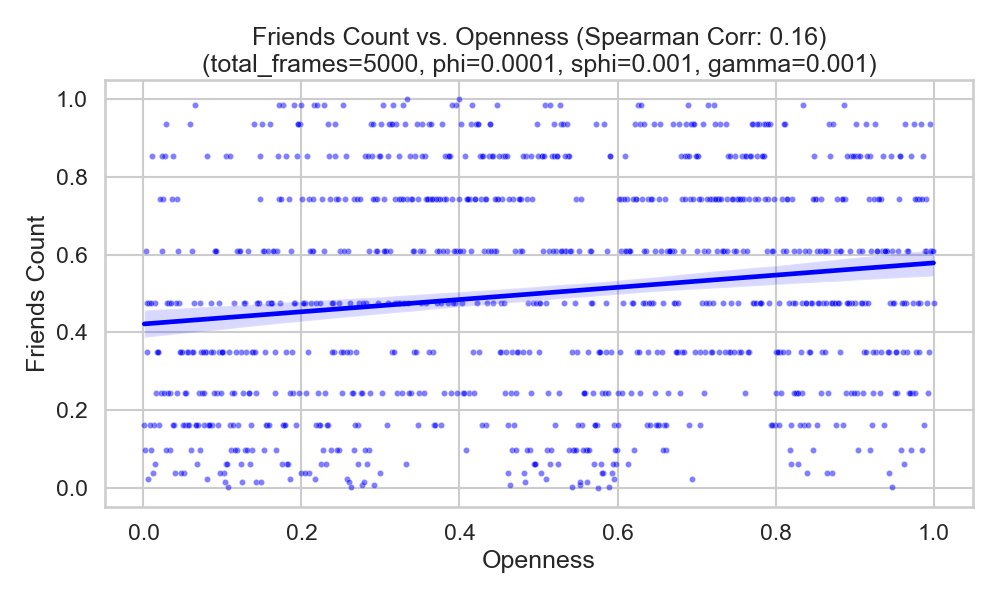 Friends Count vs. Openness (Spearman Corr: 0.16)
(total_frames=5000, phi=0.0001, sphi=0.001, gamma=0.001)
1.0
0.8
0.6
0.4
0.2
0.0
Friends Count
0.0 0.2 0.4 0.6 0.8 1.0
Openness